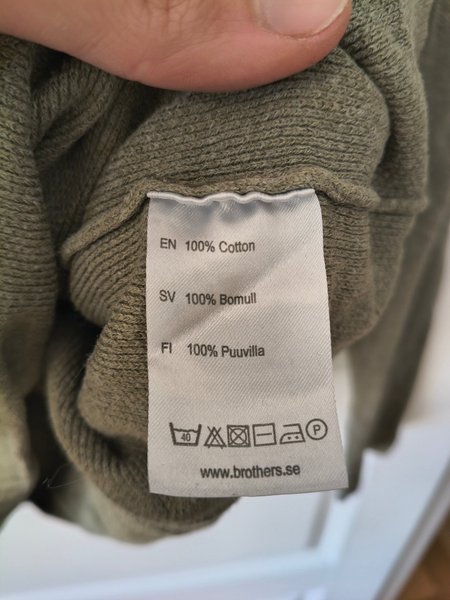 EN 100% Cotton
SV 100% Bomull
FI 100% Puuvilla
40 P
www.brothers.se